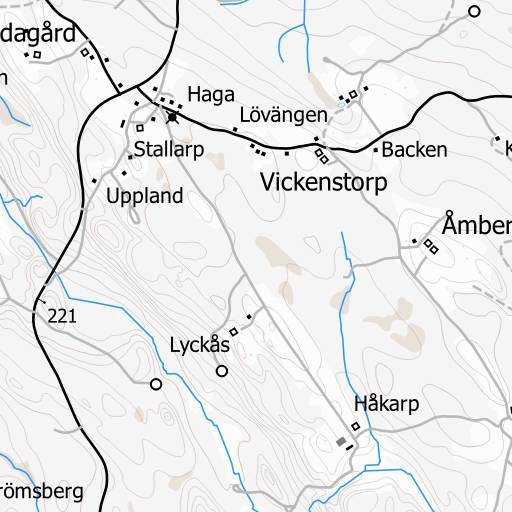 dagård
Haga
Lövängen
Stallarp
Backen
K
Vickenstorp
Uppland
Åmber
221
Lyckås
Håkarp
römsberg